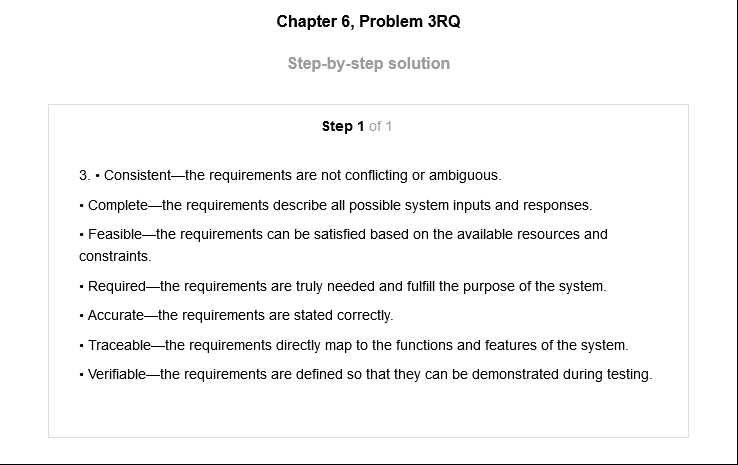 Chapter 6, Problem 3RQ
Step-by-step solution
Step 1 of 1
3. • Consistent—the requirements are not conflicting or ambiguous.
• Complete—the requirements describe all possible system inputs and responses.
• Feasible—the requirements can be satisfied based on the available resources and
constraints.
• Required—the requirements are truly needed and fulfill the purpose of the system.
• Accurate—the requirements are stated correctly.
• Traceable—the requirements directly map to the functions and features of the system.
• Verifiable—the requirements are defined so that they can be demonstrated during testing.